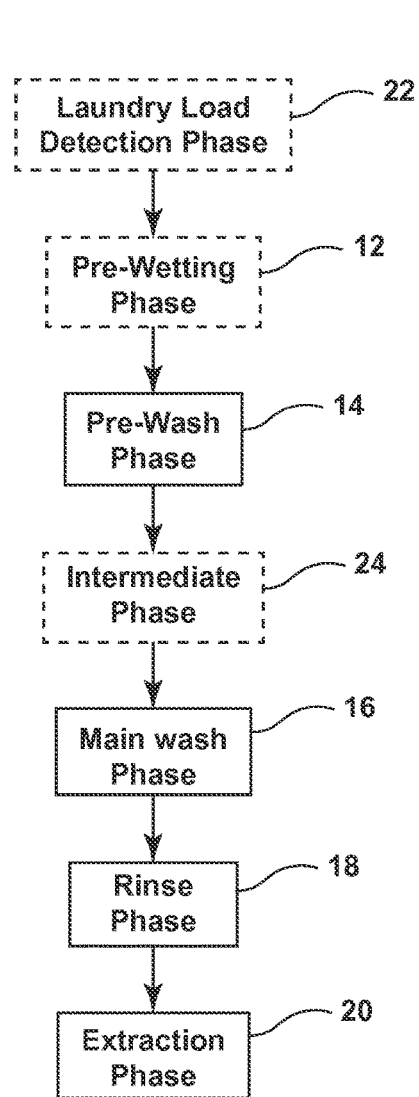 Laundry Load
Detection Phase
22
Pre-Wetting
Phase
12
Pre-Wash
Phase
14
Intermediate
Phase
24
Main wash
Phase
16
Rinse
Phase
18
Extraction
Phase
20